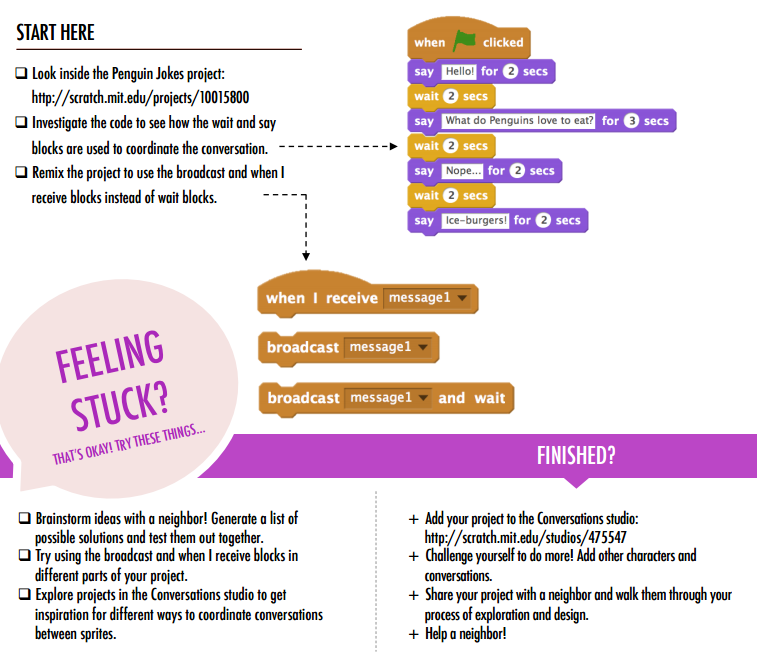 START HERE
❑ Look inside the Penguin Jokes project:
http://scratch.mit.edu/projects/10015800
❑ Investigate the code to see how the wait and say
blocks are used to coordinate the conversation.
❑ Remix the project to use the broadcast and when I
receive blocks instead of wait blocks.
when clicked
say Hello! for 2 secs
wait 2 secs
say What do Penguins love to eat? for 3 secs
wait 2 secs
say Nope... for 2 secs
wait 2 secs
say Ice-burgers! for 2 secs
when I receive message1
broadcast message1
broadcast message1 and wait
FEELING
STUCK?
THAT'S OKAY! TRY THESE THINGS...
❑ Brainstorm ideas with a neighbor! Generate a list of
possible solutions and test them out together.
❑ Try using the broadcast and when I receive blocks in
different parts of your project.
❑ Explore projects in the Conversations studio to get
inspiration for different ways to coordinate conversations
between sprites.
FINISHED?
+ Add your project to the Conversations studio:
http://scratch.mit.edu/studios/475547
+ Challenge yourself to do more! Add other characters and
conversations.
+ Share your project with a neighbor and walk them through your
process of exploration and design.
+ Help a neighbor!